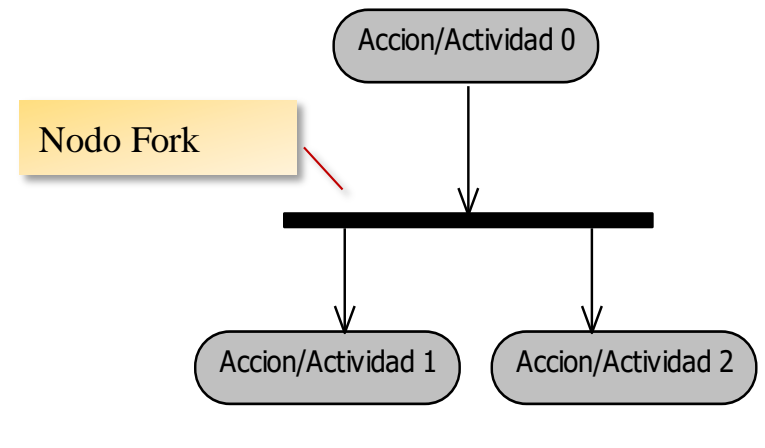 Accion/Actividad 0
Nodo Fork
Accion/Actividad 1
Accion/Actividad 2